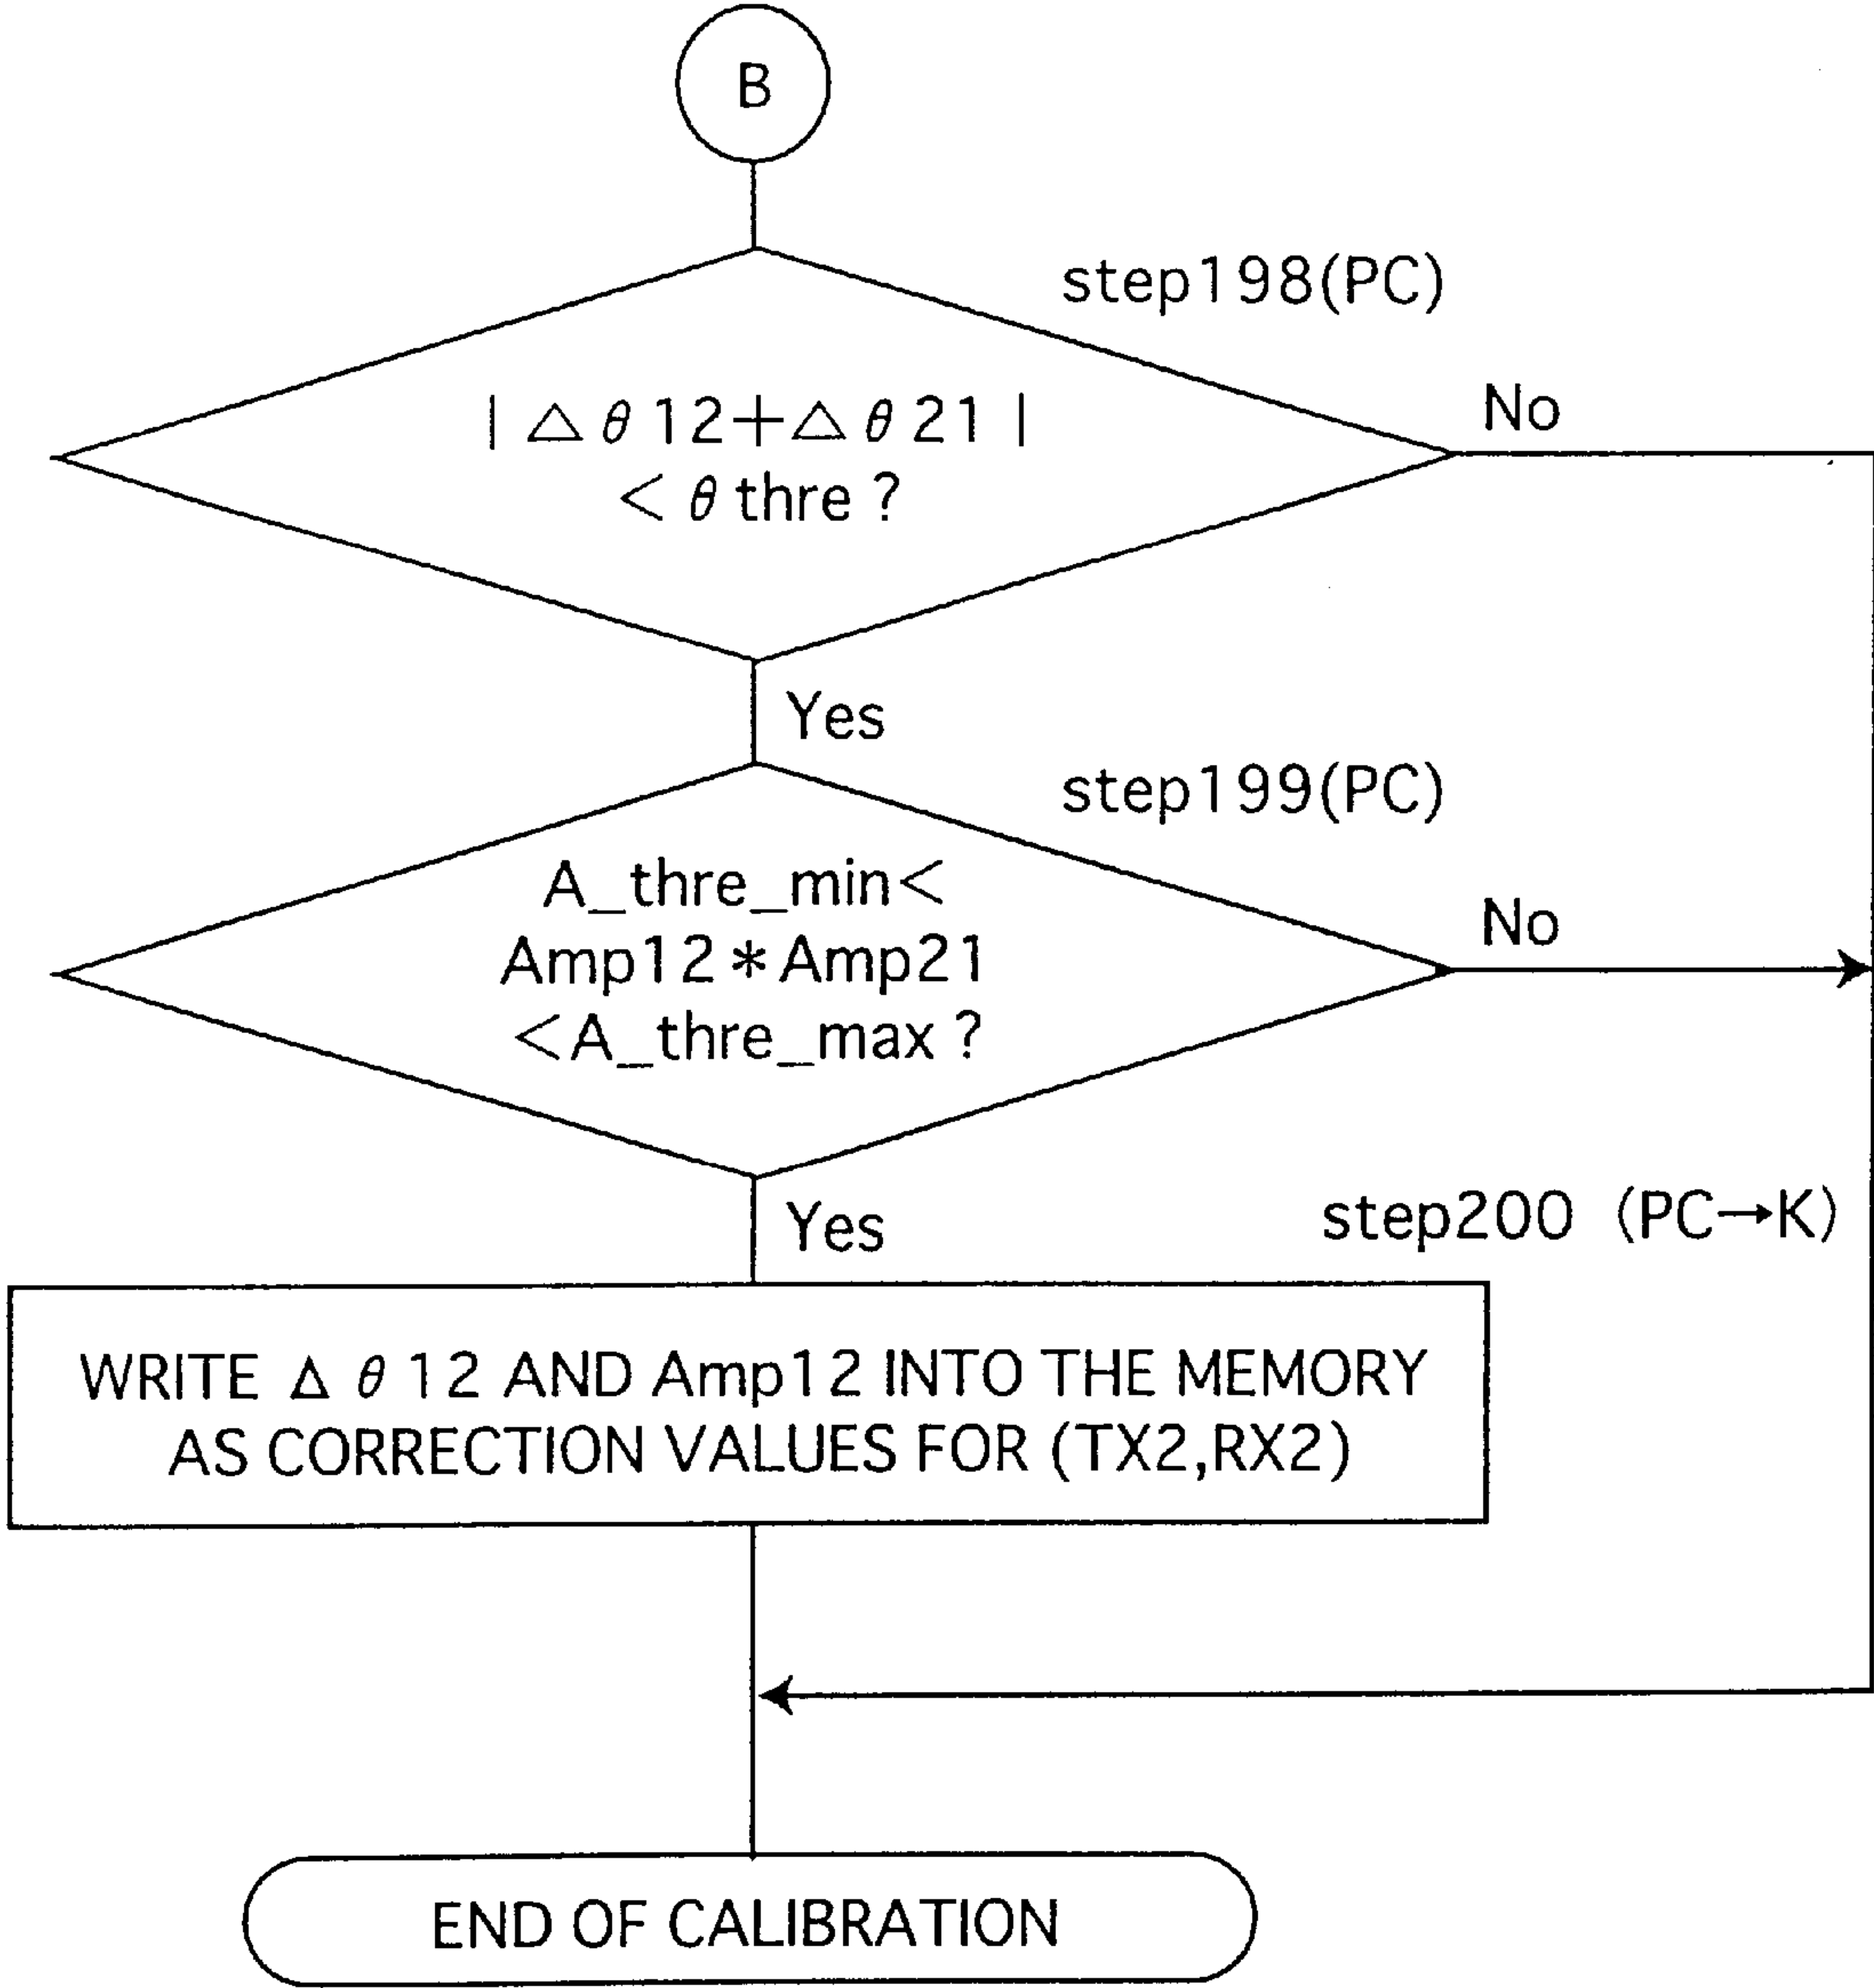 B
step198(PC)
| △θ12+△θ21 |
< θthre ?
No
Yes
step199(PC)
A_thre_min<
Amp12*Amp21
<A_thre_max ?
No
Yes
step200 (PC→K)
WRITE Δθ12 AND Amp12 INTO THE MEMORY
AS CORRECTION VALUES FOR (TX2,RX2)
END OF CALIBRATION